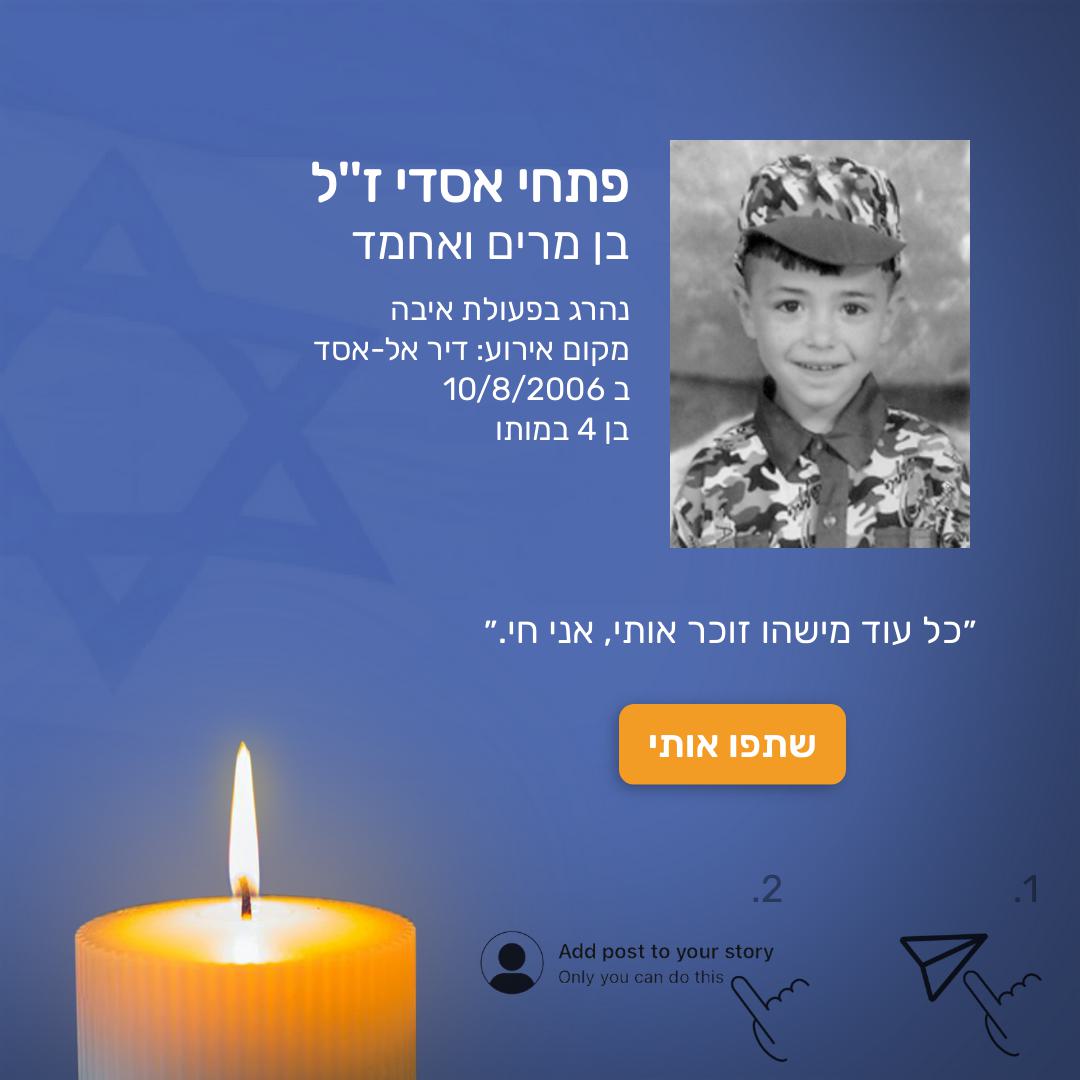 פתחי אסדי ז"ל
בן מרים ואחמד
נהרג בפעולת איבה
מקום אירוע: דיר אל-אסד
ב 10/8/2006
בן 4 במותו
״כל עוד מישהו זוכר אותי, אני חי.״
שתפו אותי
1.
2.
Add post to your story
Only you can do this